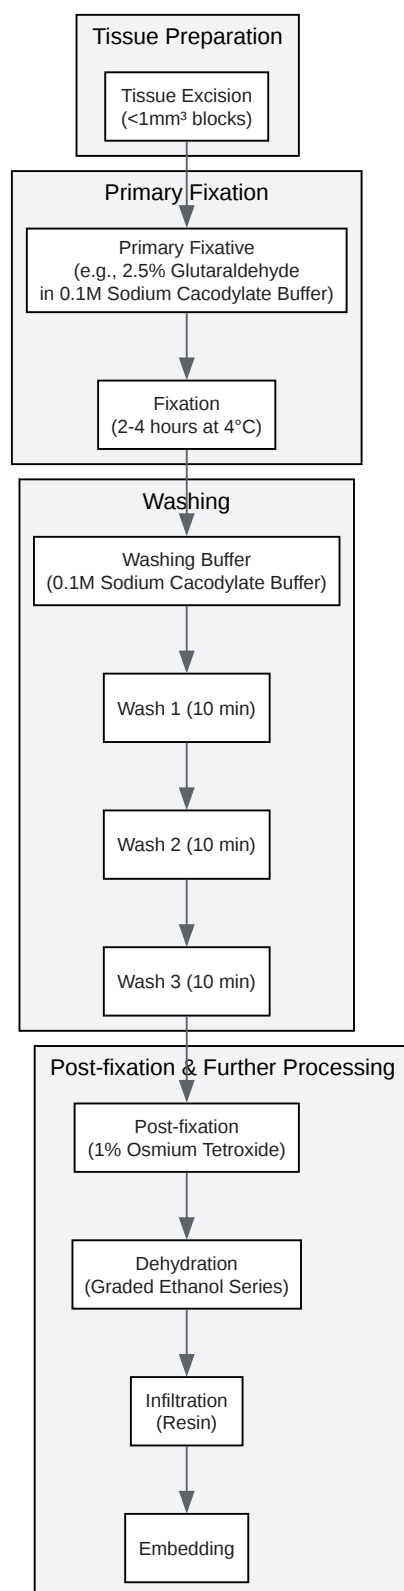 Tissue Preparation
Tissue Excision
(<1mm³ blocks)
Primary Fixation
Primary Fixative
(e.g., 2.5% Glutaraldehyde
in 0.1M Sodium Cacodylate Buffer)
Fixation
(2-4 hours at 4°C)
Washing
Washing Buffer
(0.1M Sodium Cacodylate Buffer)
Wash 1 (10 min)
Wash 2 (10 min)
Wash 3 (10 min)
Post-fixation & Further Processing
Post-fixation
(1% Osmium Tetroxide)
Dehydration
(Graded Ethanol Series)
Infiltration
(Resin)
Embedding